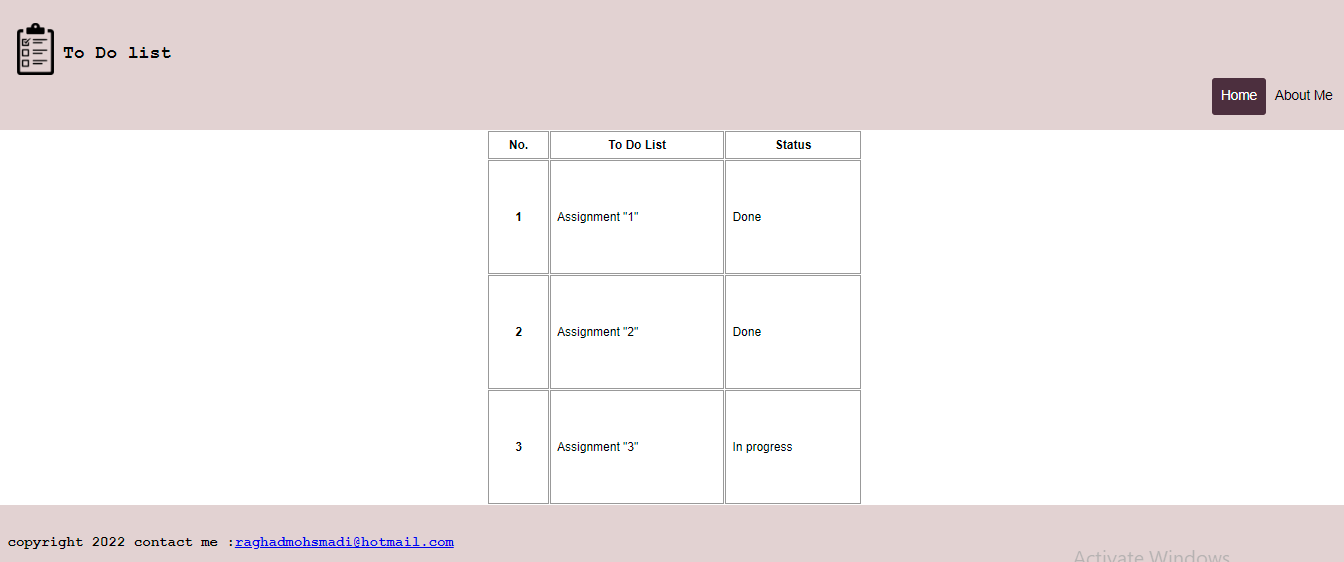 To Do list
Home About Me
No. To Do List Status
1 Assignment "1" Done
2 Assignment "2" Done
3 Assignment "3" In progress
copyright 2022 contact me :raghadmohsmadi@hotmail.com
Activate Windows